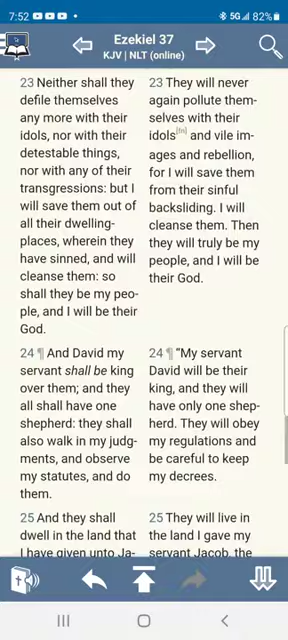 7:52
5G 82%
Ezekiel 37
KJV | NLT (online)
23 Neither shall they
defile themselves
any more with their
idols, nor with their
detestable things,
nor with any of their
transgressions: but I
will save them out of
all their dwelling-
places, wherein they
have sinned, and will
cleanse them: so
shall they be my peo-
ple, and I will be their
God.
24 ¶ And David my
servant shall be king
over them; and they
all shall have one
shepherd: they shall
also walk in my judg-
ments, and observe
my statutes, and do
them.
25 And they shall
dwell in the land that
I have given unto Ja-
23 They will never
again pollute them-
selves with their
idols[fn] and vile im-
ages and rebellion,
for I will save them
from their sinful
backsliding. I will
cleanse them. Then
they will truly be my
people, and I will be
their God.
24 ¶ "My servant
David will be their
king, and they will
have only one shep-
herd. They will obey
my regulations and
be careful to keep
my decrees.
25 They will live in
the land I gave my
servant Jacob, the